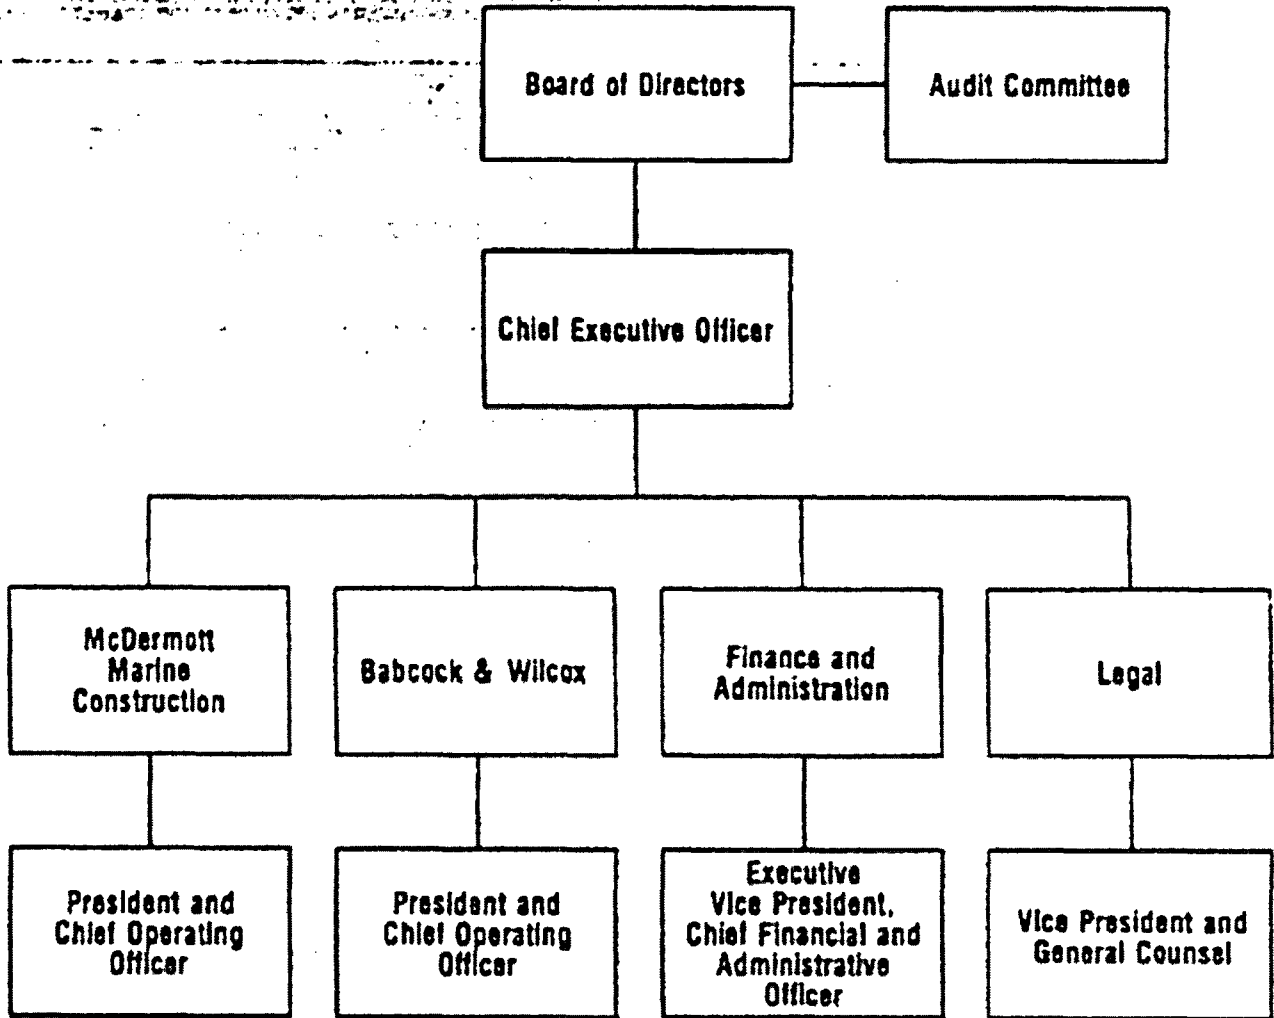 Board of Directors
Audit Committee
Chief Executive Officer
McDermott
Marine
Construction
Babcock & Wilcox
Finance and
Administration
Legal
President and
Chief Operating
Officer
President and
Chief Operating
Officer
Executive
Vice President,
Chief Financial and
Administrative
Officer
Vice President and
General Counsel